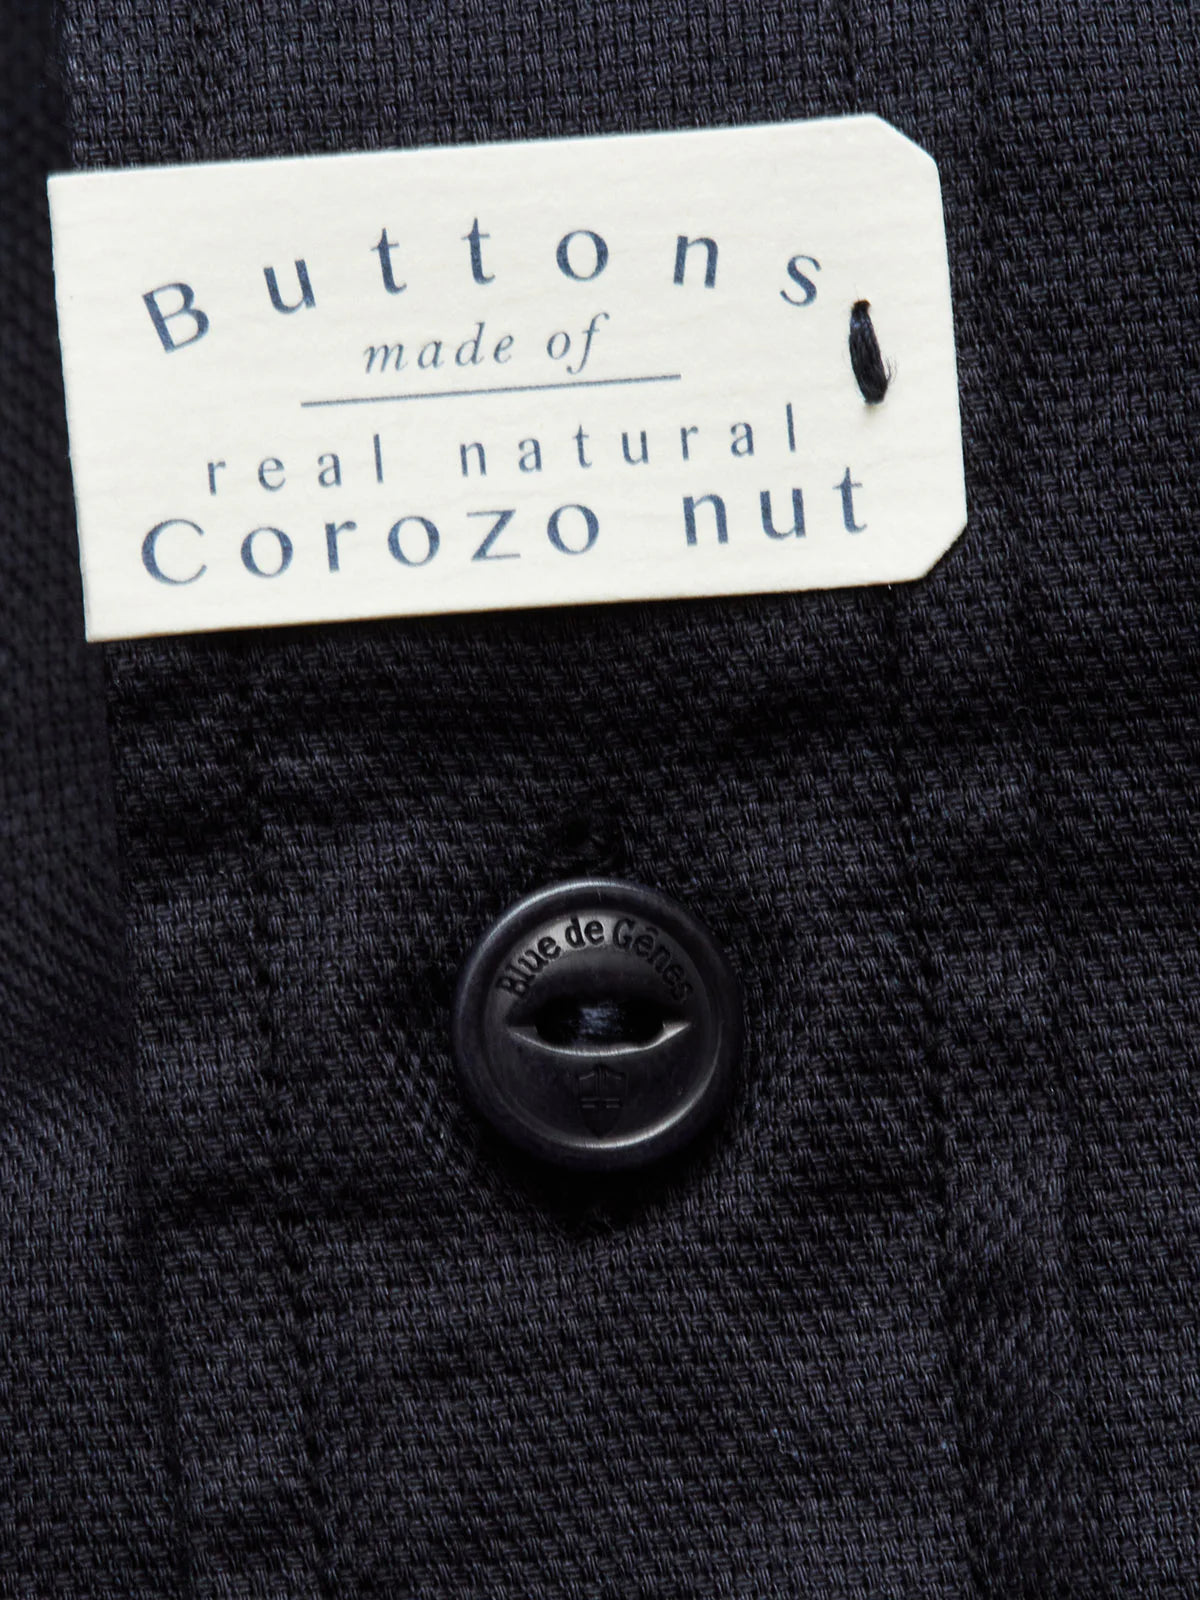 Buttons
made of
real natural
Corozo nut
Blue de Gênes